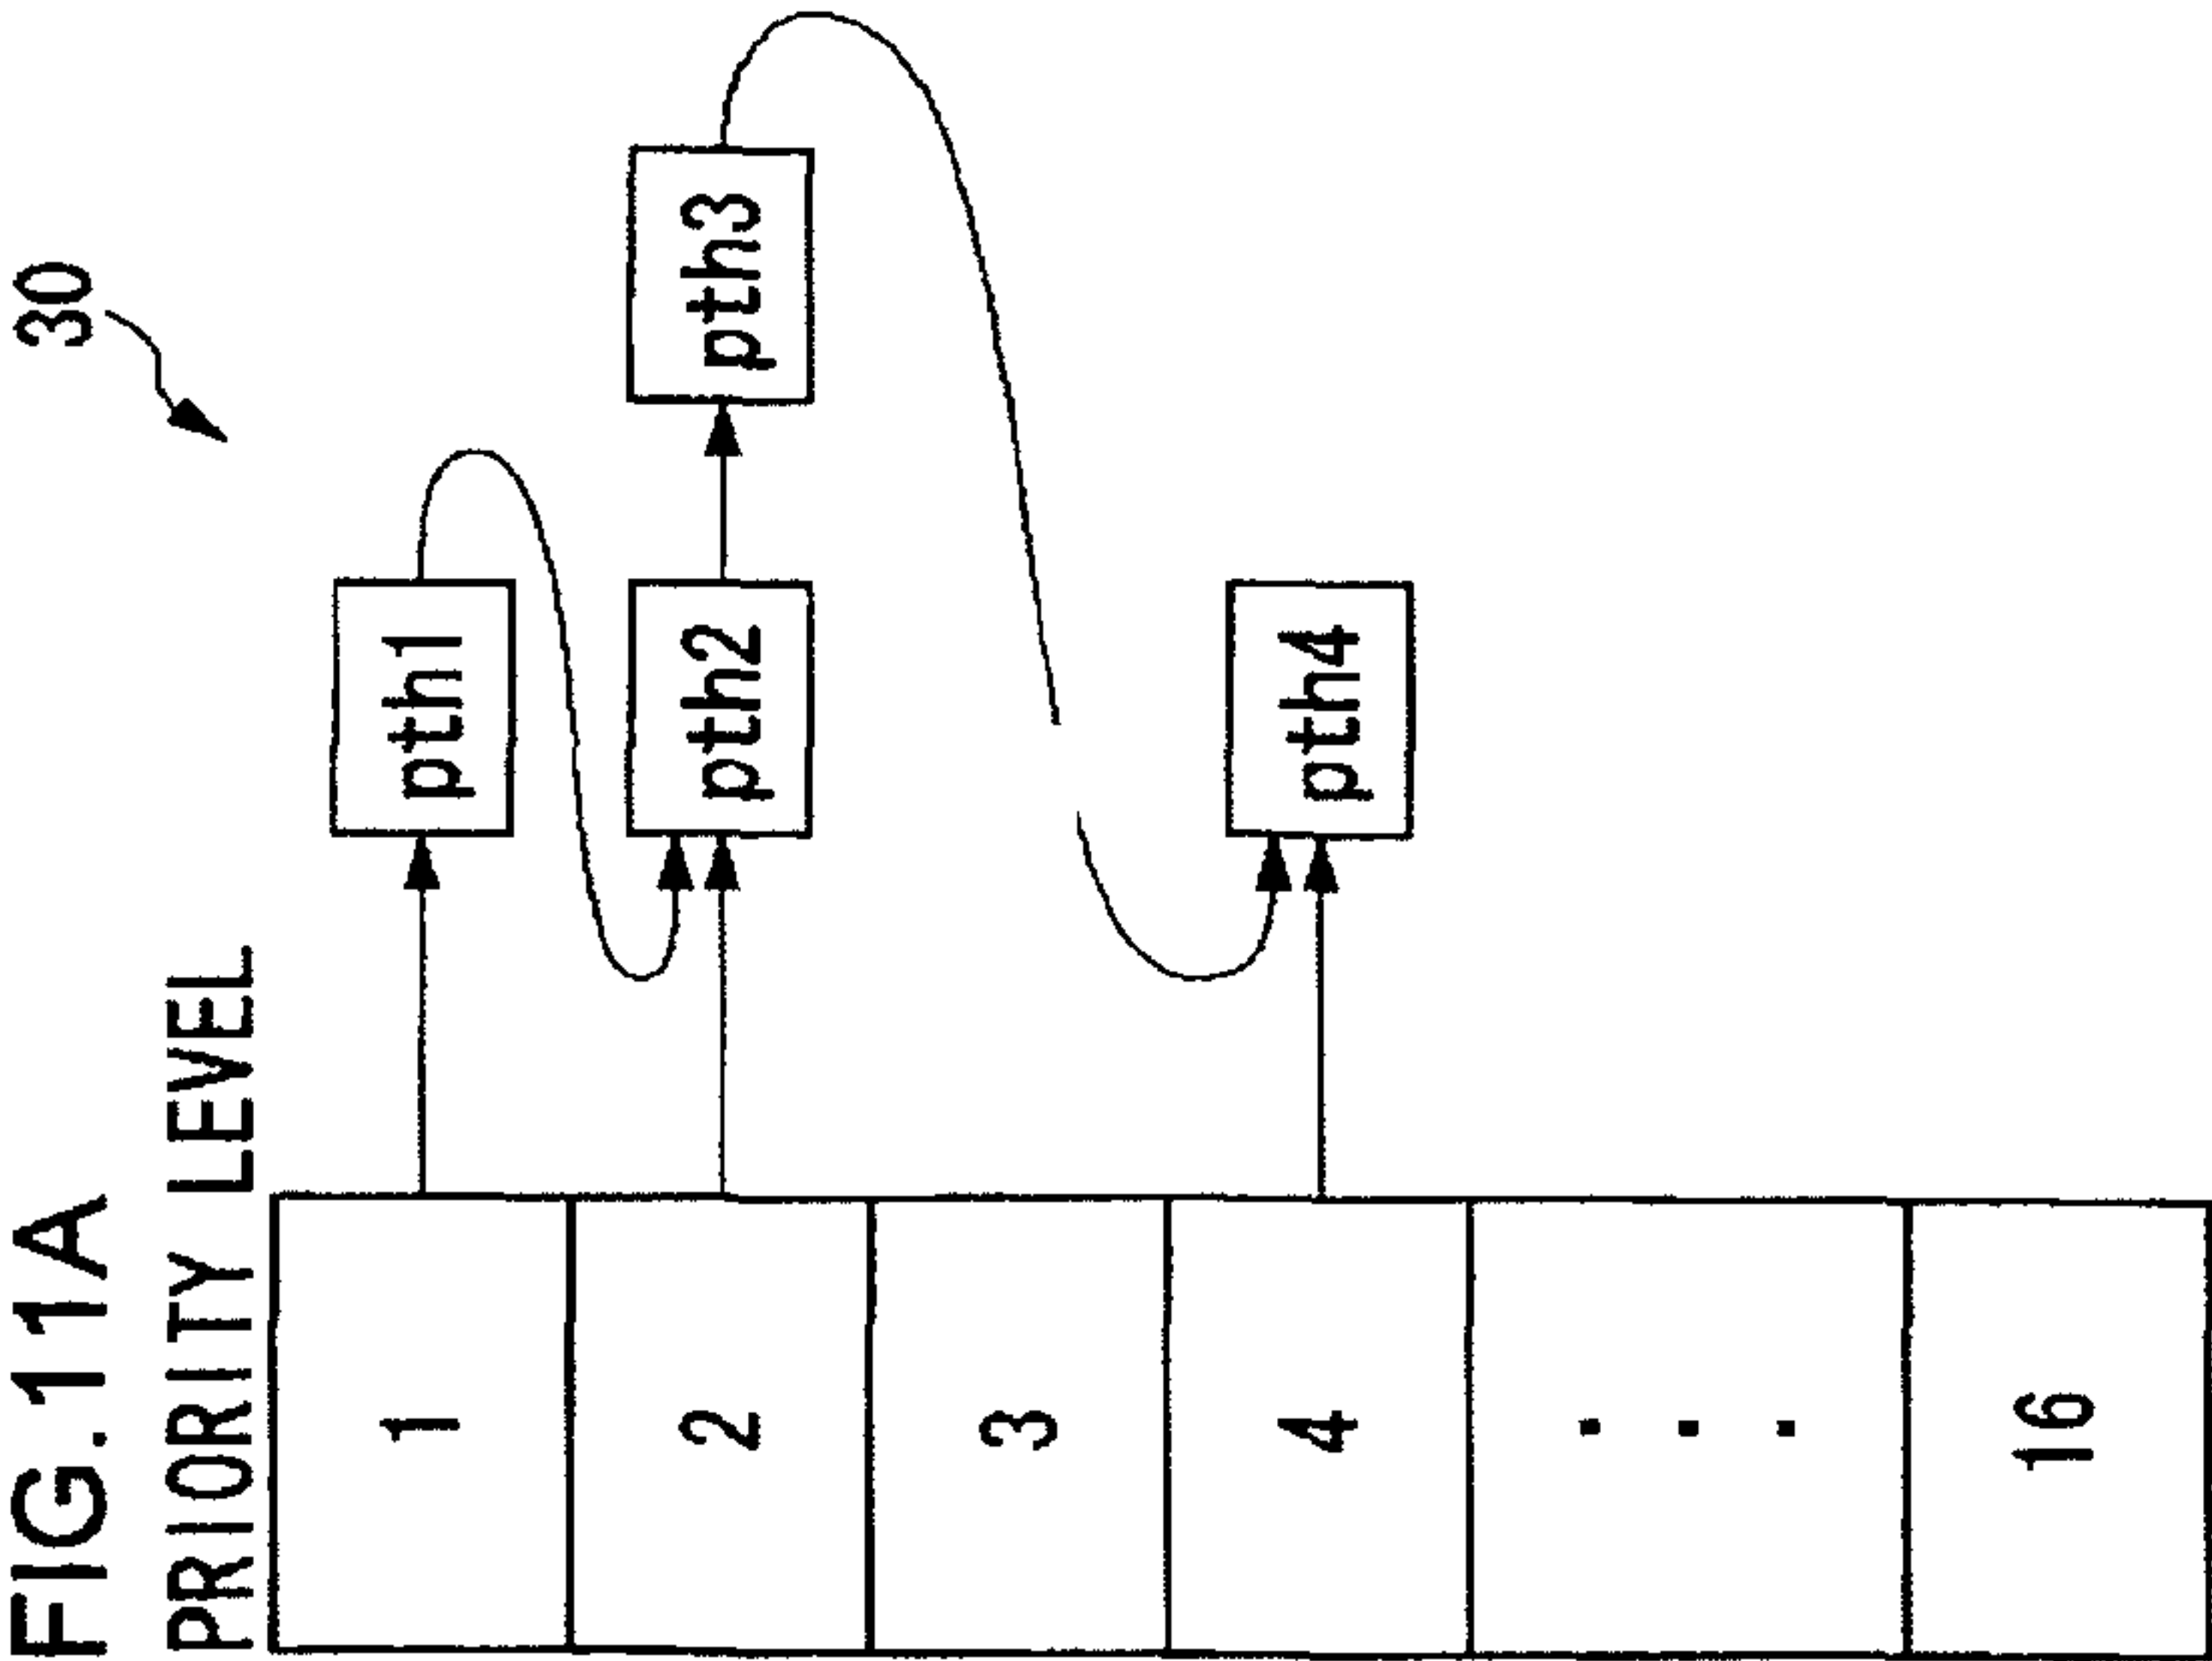 FIG. 11A
30
PRIORITY LEVEL
1
pth1
2
pth2
pth3
3
4
pth4
16